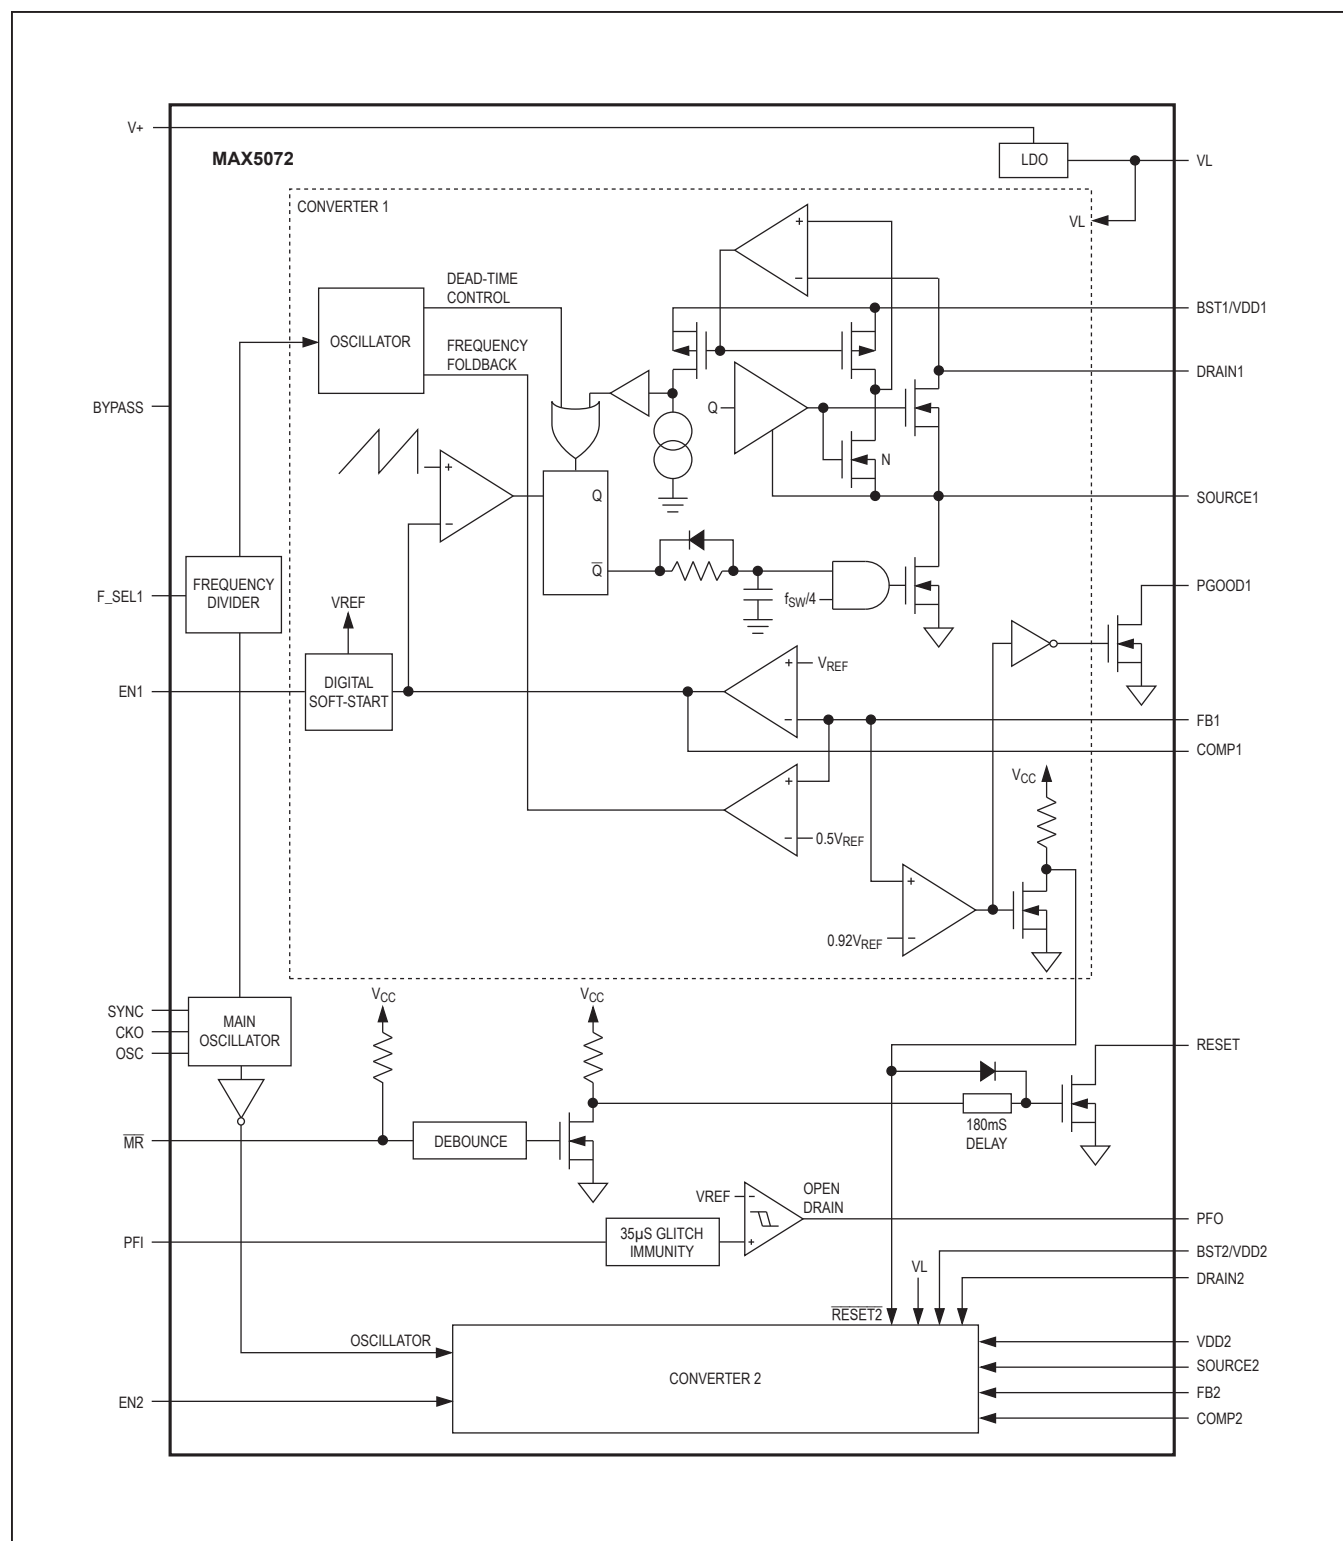 V+
MAX5072
LDO
VL
CONVERTER 1
VL
+
−
DEAD-TIME
CONTROL
BST1/VDD1
OSCILLATOR
FREQUENCY
FOLDBACK
DRAIN1
BYPASS
Q
N
+
−
Q
SOURCE1
Q̅
FREQUENCY
DIVIDER
F_SEL1
VREF
fSW/4
PGOOD1
+
VREF
EN1
DIGITAL
SOFT-START
−
FB1
COMP1
VCC
+
−
0.5VREF
+
0.92VREF
−
SYNC
CKO
OSC
MAIN
OSCILLATOR
VCC
VCC
RESET
M̅R̅
DEBOUNCE
180mS
DELAY
VREF
−
OPEN
DRAIN
PFO
PFI
35µS GLITCH
IMMUNITY
+
BST2/VDD2
VL
DRAIN2
R̅E̅S̅E̅T̅2̅
OSCILLATOR
VDD2
SOURCE2
CONVERTER 2
FB2
EN2
COMP2